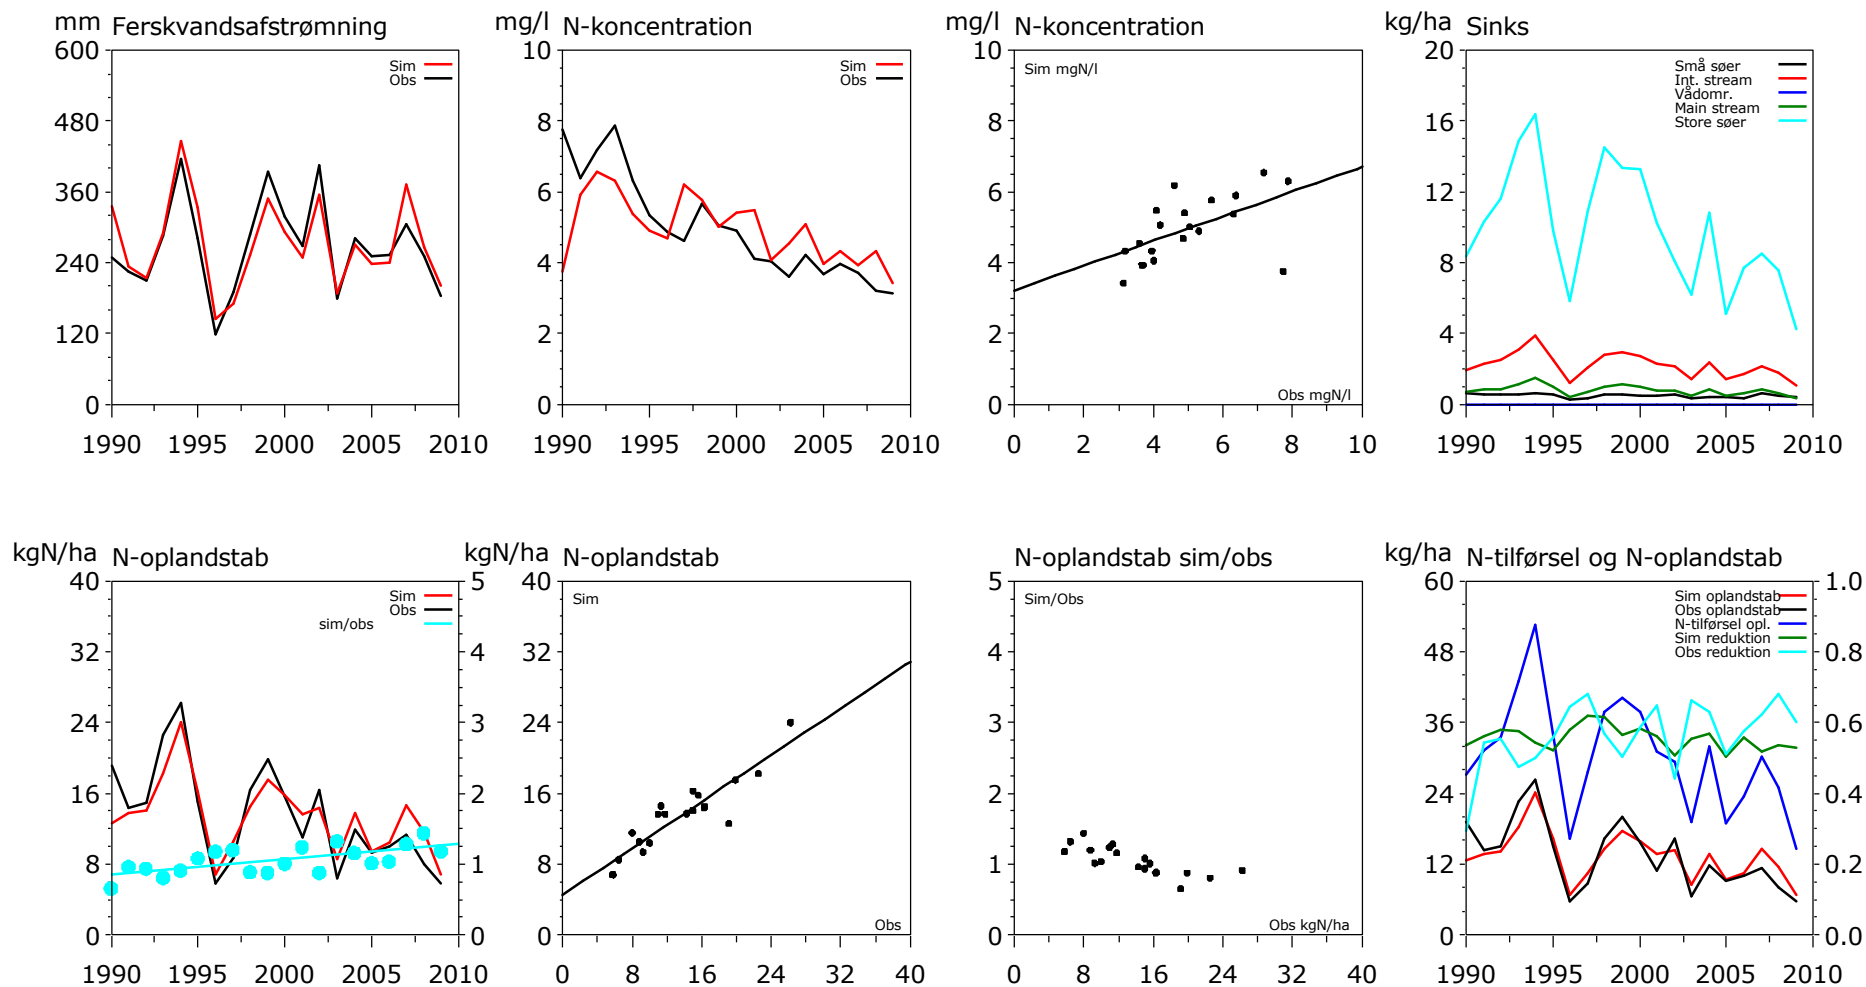 mm Ferskvandsafstrømning
600
480
360
240
120
0
Sim
Obs
1990 1995 2000 2005 2010
mg/l N-koncentration
10
8
6
4
2
0
Sim
Obs
1990 1995 2000 2005 2010
mg/l N-koncentration
10
8
6
4
2
0
Sim mgN/l
Obs mgN/l
0 2 4 6 8 10
kg/ha Sinks
20
16
12
8
4
0
Små søer
Int. stream
Vådomr.
Main stream
Store søer
1990 1995 2000 2005 2010
kgN/ha N-oplandstab
40
32
24
16
8
0
Sim
Obs
sim/obs
5
4
3
2
1
0
1990 1995 2000 2005 2010
kgN/ha N-oplandstab
40
32
24
16
8
0
Sim
Obs
0 8 16 24 32 40
N-oplandstab sim/obs
5
4
3
2
1
0
Sim/Obs
Obs kgN/ha
0 8 16 24 32 40
kg/ha N-tilførsel og N-oplandstab
60
48
36
24
12
0
Sim oplandstab
Obs oplandstab
N-tilførsel opl.
Sim reduktion
Obs reduktion
1.0
0.8
0.6
0.4
0.2
0.0
1990 1995 2000 2005 2010